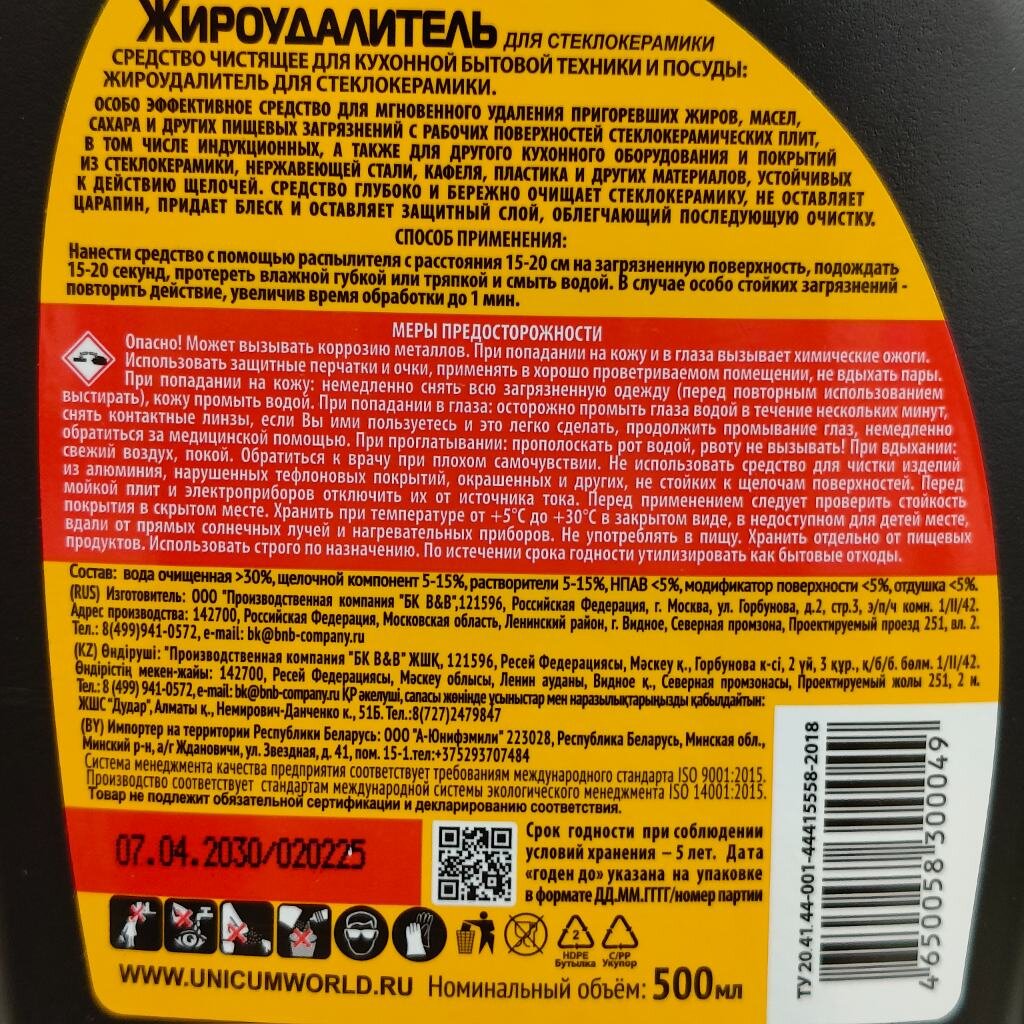 ЖИРОУДАЛИТЕЛЬ ДЛЯ СТЕКЛОКЕРАМИКИ
СРЕДСТВО ЧИСТЯЩЕЕ ДЛЯ КУХОННОЙ БЫТОВОЙ ТЕХНИКИ И ПОСУДЫ:
ЖИРОУДАЛИТЕЛЬ ДЛЯ СТЕКЛОКЕРАМИКИ.
ОСОБО ЭФФЕКТИВНОЕ СРЕДСТВО ДЛЯ МГНОВЕННОГО УДАЛЕНИЯ ПРИГОРЕВШИХ ЖИРОВ, МАСЕЛ,
САХАРА И ДРУГИХ ПИЩЕВЫХ ЗАГРЯЗНЕНИЙ С РАБОЧИХ ПОВЕРХНОСТЕЙ СТЕКЛОКЕРАМИЧЕСКИХ ПЛИТ,
В ТОМ ЧИСЛЕ ИНДУКЦИОННЫХ, А ТАКЖЕ ДЛЯ ДРУГОГО КУХОННОГО ОБОРУДОВАНИЯ И ПОКРЫТИЙ
ИЗ СТЕКЛОКЕРАМИКИ, НЕРЖАВЕЮЩЕЙ СТАЛИ, КАФЕЛЯ, ПЛАСТИКА И ДРУГИХ МАТЕРИАЛОВ, УСТОЙЧИВЫХ
К ДЕЙСТВИЮ ЩЕЛОЧЕЙ. СРЕДСТВО ГЛУБОКО И БЕРЕЖНО ОЧИЩАЕТ СТЕКЛОКЕРАМИКУ, НЕ ОСТАВЛЯЕТ
ЦАРАПИН, ПРИДАЕТ БЛЕСК И ОСТАВЛЯЕТ ЗАЩИТНЫЙ СЛОЙ, ОБЛЕГЧАЮЩИЙ ПОСЛЕДУЮЩУЮ ОЧИСТКУ.
СПОСОБ ПРИМЕНЕНИЯ:
Нанести средство с помощью распылителя с расстояния 15-20 см на загрязненную поверхность, подождать
15-20 секунд, протереть влажной губкой или тряпкой и смыть водой. В случае особо стойких загрязнений -
повторить действие, увеличив время обработки до 1 мин.
МЕРЫ ПРЕДОСТОРОЖНОСТИ
Опасно! Может вызывать коррозию металлов. При попадании на кожу и в глаза вызывает химические ожоги.
Использовать защитные перчатки и очки, применять в хорошо проветриваемом помещении, не вдыхать пары.
При попадании на кожу: немедленно снять всю загрязненную одежду (перед повторным использованием
выстирать), кожу промыть водой. При попадании в глаза: осторожно промыть глаза водой в течение нескольких минут,
снять контактные линзы, если Вы ими пользуетесь и это легко сделать, продолжить промывание глаз, немедленно
обратиться за медицинской помощью. При проглатывании: прополоскать рот водой, рвоту не вызывать! При вдыхании:
свежий воздух, покой. Обратиться к врачу при плохом самочувствии. Не использовать средство для чистки изделий
из алюминия, нарушенных тефлоновых покрытий, окрашенных и других, не стойких к щелочам поверхностей. Перед
мойкой плит и электроприборов отключить их от источника тока. Перед применением следует проверить стойкость
покрытия в скрытом месте. Хранить при температуре от +5°С до +30°С в закрытом виде, в недоступном для детей месте,
вдали от прямых солнечных лучей и нагревательных приборов. Не употреблять в пищу. Хранить отдельно от пищевых
продуктов. Использовать строго по назначению. По истечении срока годности утилизировать как бытовые отходы.
Состав: вода очищенная >30%, щелочной компонент 5-15%, растворители 5-15%, НПАВ <5%, модификатор поверхности <5%, отдушка <5%.
(RUS) Изготовитель: ООО "Производственная компания "БК B&B",121596, Российская Федерация, г. Москва, ул. Горбунова, д.2, стр.3, э/п/ч комн. 1/II/42.
Адрес производства: 142700, Российская Федерация, Московская область, Ленинский район, г. Видное, Северная промзона, Проектируемый проезд 251, вл. 2.
Тел.: 8(499)941-0572, e-mail: bk@bnb-company.ru
(KZ) Өндіруші: "Производственная компания "БК B&B" ЖШҚ, 121596, Ресей Федерациясы, Мәскеу қ., Горбунова к-сі, 2 үй, 3 құр., қ/б/б. бөлм. 1/II/42.
Өндірістің мекен-жайы: 142700, Ресей Федерациясы, Мәскеу облысы, Ленин ауданы, Видное қ., Северная промзонасы, Проектируемый жолы 251, 2 и.
Тел.: 8 (499) 941-0572, e-mail: bk@bnb-company.ru ҚР әкелуші, сапасы жөнінде ұсыныстар мен наразылықтарыңызды қабылдайтын:
ЖШС "Дудар", Алматы қ., Немирович-Данченко к., 51Б. Тел.:8(727)2479847
(BY) Импортер на территории Республики Беларусь: ООО "А-Юнифэмили" 223028, Республика Беларусь, Минская обл.,
Минский р-н, а/г Ждановичи, ул. Звездная, д. 41, пом. 15-1.тел:+375293707484
Система менеджмента качества предприятия соответствует требованиям международного стандарта ISO 9001:2015.
Производство соответствует стандартам международной системы экологического менеджмента ISO 14001:2015.
Товар не подлежит обязательной сертификации и декларированию соответствия.
07.04.2030/020225
Срок годности при соблюдении
условий хранения – 5 лет. Дата
«годен до» указана на упаковке
в формате ДД.ММ.ГГГГ/номер партии
2
HDPE
Бутылка
C/PP
Укупор
WWW.UNICUMWORLD.RU Номинальный объём: 500мл
ТУ 20.41.44-001-44415558-2018
4650058300049